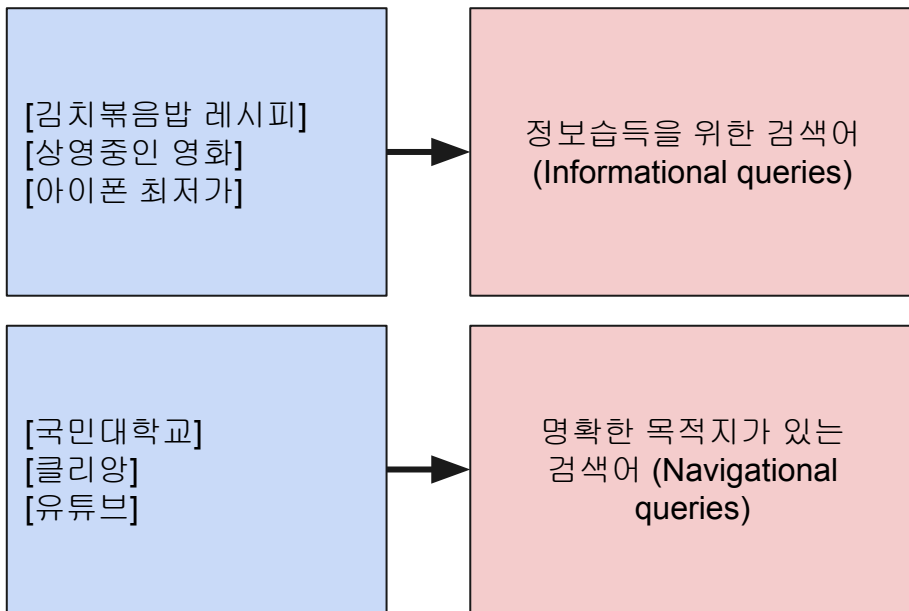 [김치볶음밥 레시피]
[상영중인 영화]
[아이폰 최저가]
정보습득을 위한 검색어
(Informational queries)
[국민대학교]
[클리앙]
[유튜브]
명확한 목적지가 있는
검색어 (Navigational
queries)